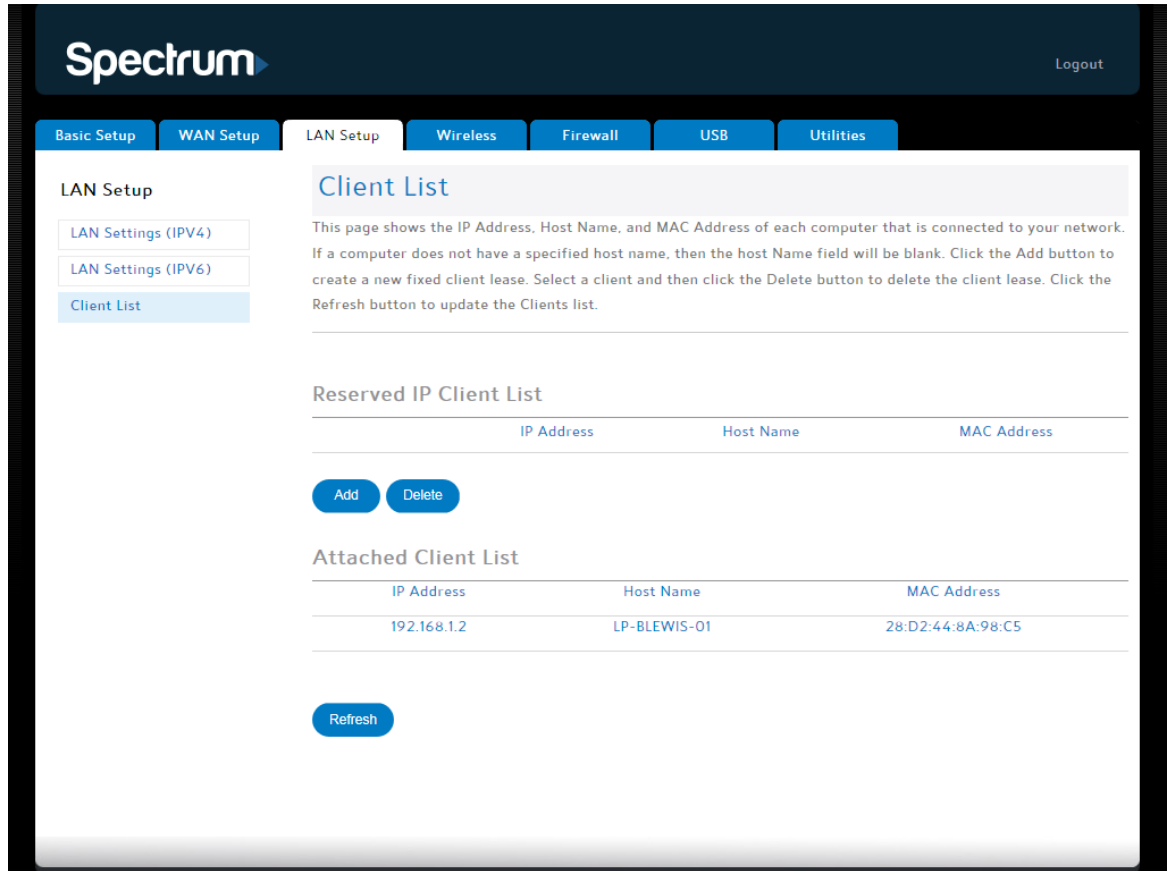 Spectrum
Logout
Basic Setup WAN Setup LAN Setup Wireless Firewall USB Utilities
LAN Setup
LAN Settings (IPV4)
LAN Settings (IPV6)
Client List
Client List
This page shows the IP Address, Host Name, and MAC Address of each computer that is connected to your network.
If a computer does not have a specified host name, then the host Name field will be blank. Click the Add button to
create a new fixed client lease. Select a client and then click the Delete button to delete the client lease. Click the
Refresh button to update the Clients list.
Reserved IP Client List
IP Address Host Name MAC Address
Add Delete
Attached Client List
IP Address Host Name MAC Address
192.168.1.2 LP-BLEWIS-01 28:D2:44:8A:98:C5
Refresh